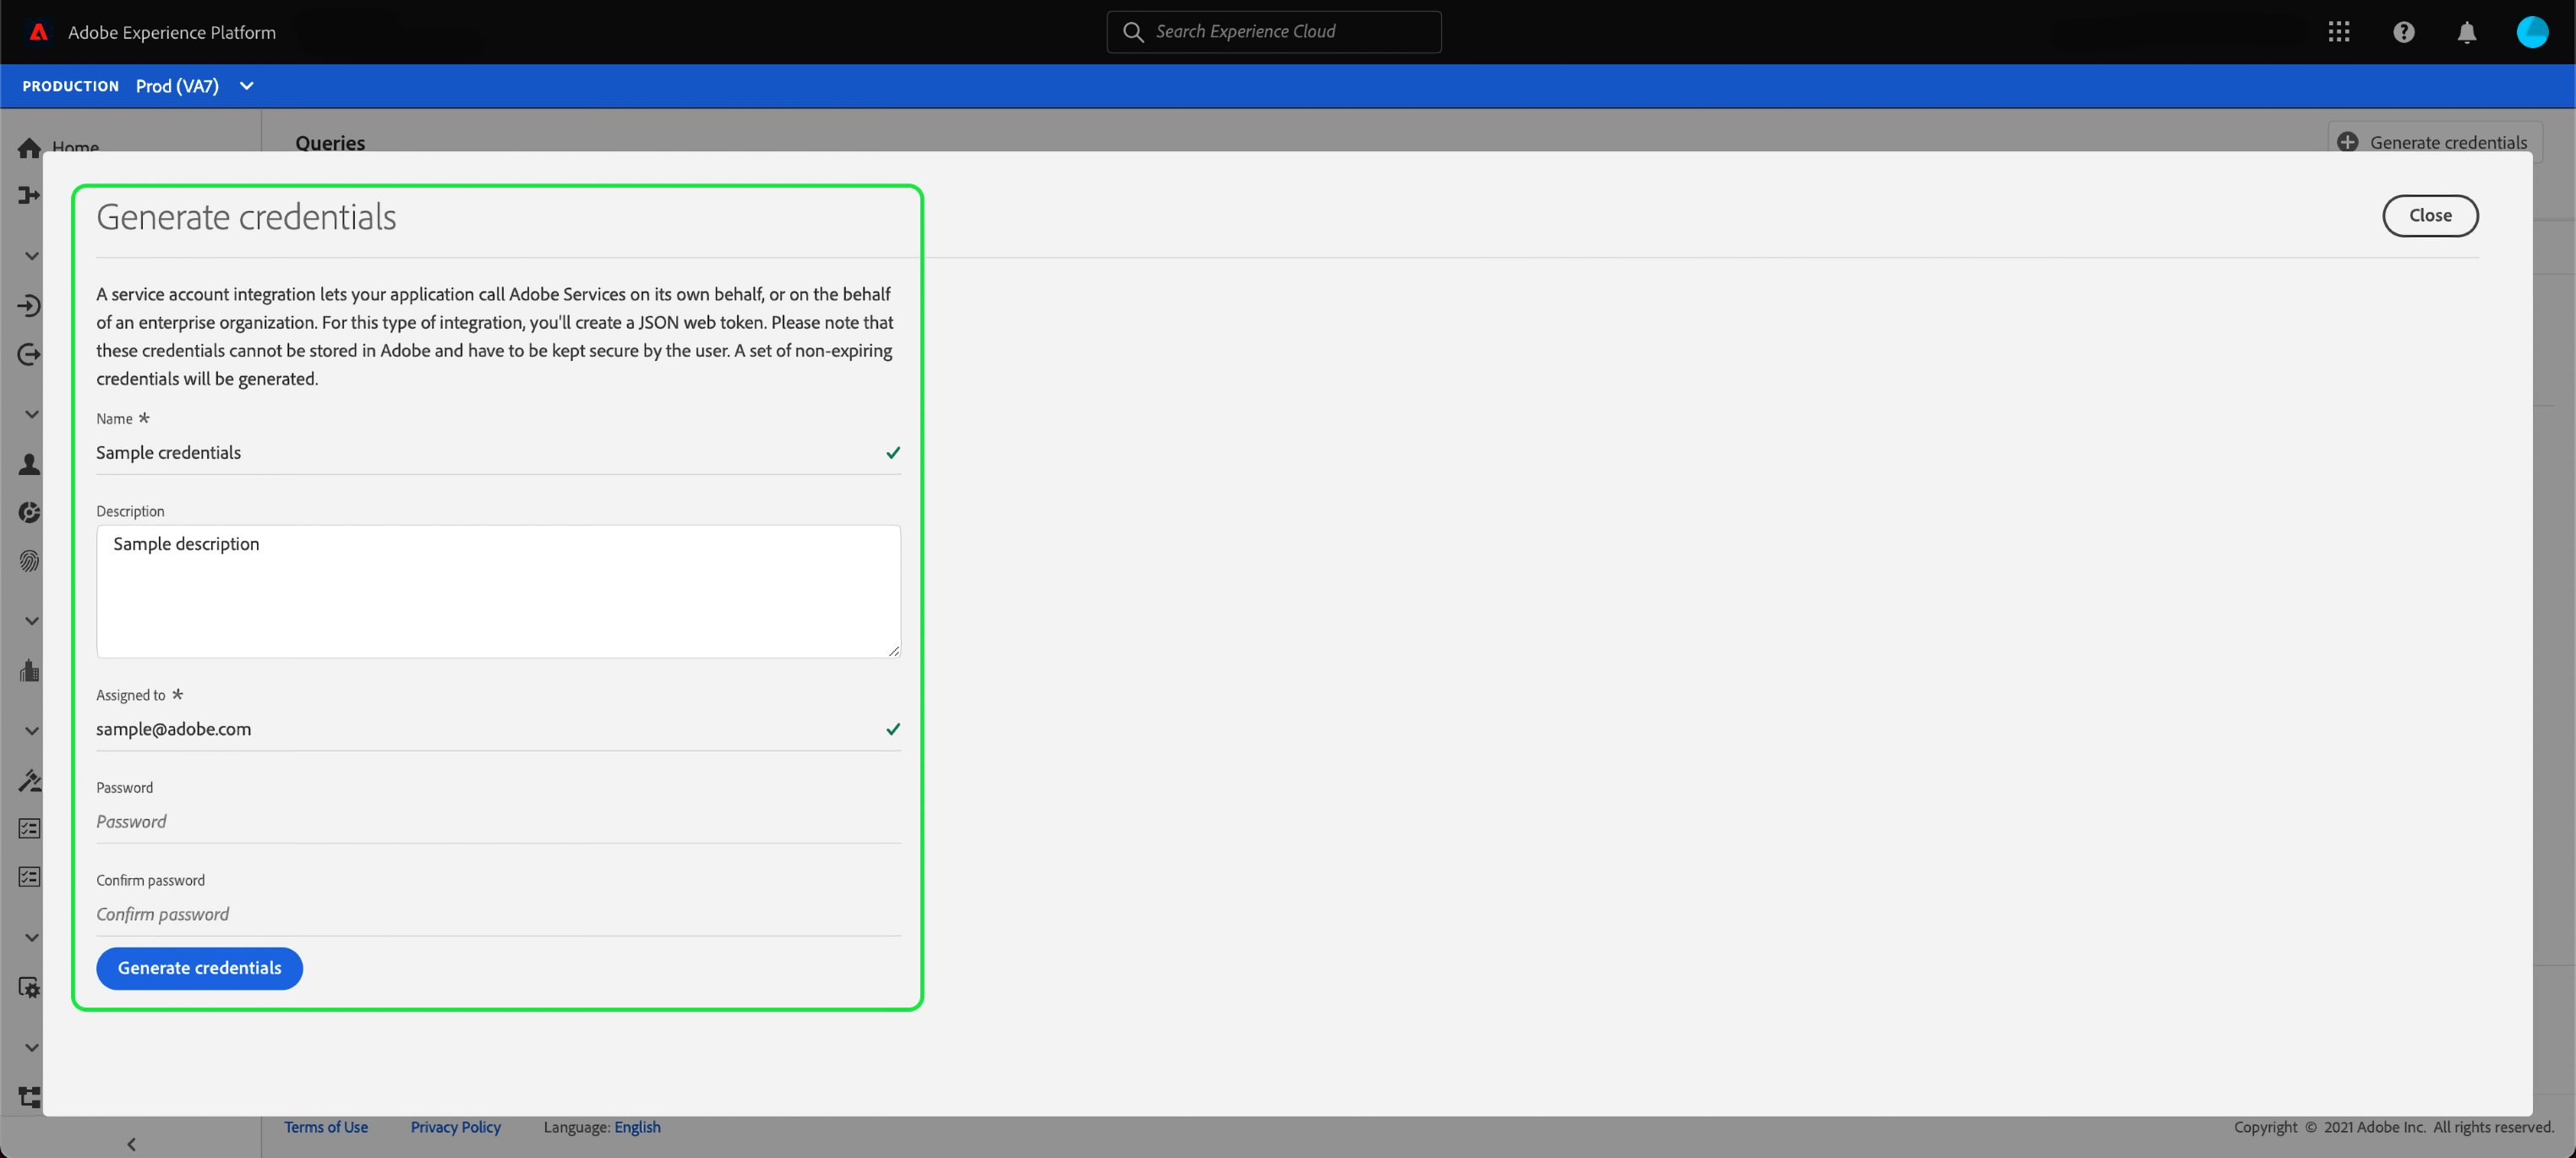 Adobe Experience Platform
Search Experience Cloud
PRODUCTION Prod (VA7)
Home
Queries
Generate credentials
Generate credentials
Close
A service account integration lets your application call Adobe Services on its own behalf, or on the behalf
of an enterprise organization. For this type of integration, you'll create a JSON web token. Please note that
these credentials cannot be stored in Adobe and have to be kept secure by the user. A set of non-expiring
credentials will be generated.
Name *
Sample credentials
Description
Sample description
Assigned to *
sample@adobe.com
Password
Password
Confirm password
Confirm password
Generate credentials
Terms of Use Privacy Policy Language: English
Copyright © 2021 Adobe Inc. All rights reserved.